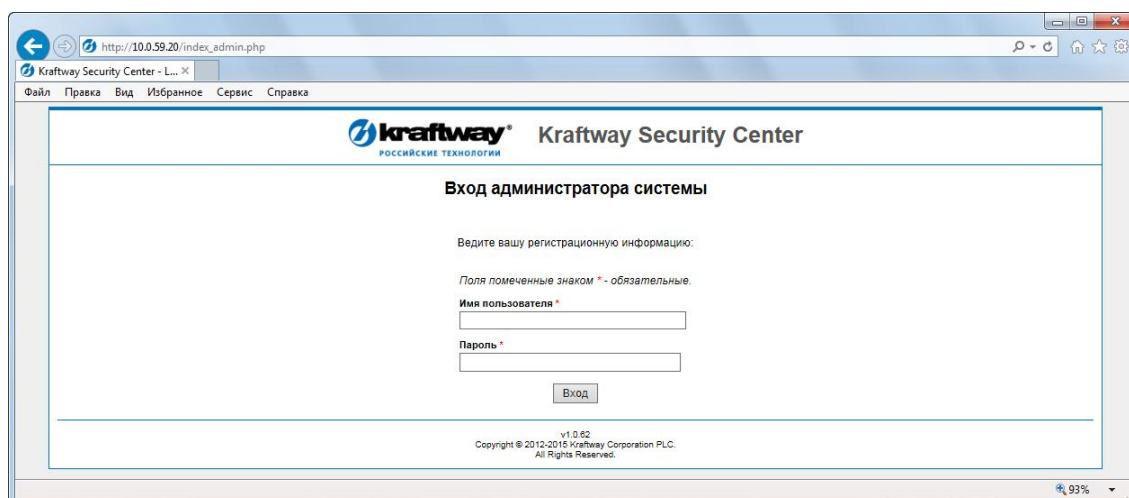 http://10.0.59.20/index_admin.php
Kraftway Security Center - L...
Файл Правка Вид Избранное Сервис Справка
kraftway®
РОССИЙСКИЕ ТЕХНОЛОГИИ
Kraftway Security Center
Вход администратора системы
Ведите вашу регистрационную информацию:
Поля помеченные знаком * - обязательные.
Имя пользователя *
Пароль *
Вход
v1.0.62
Copyright © 2012-2015 Kraftway Corporation PLC.
All Rights Reserved.
93%